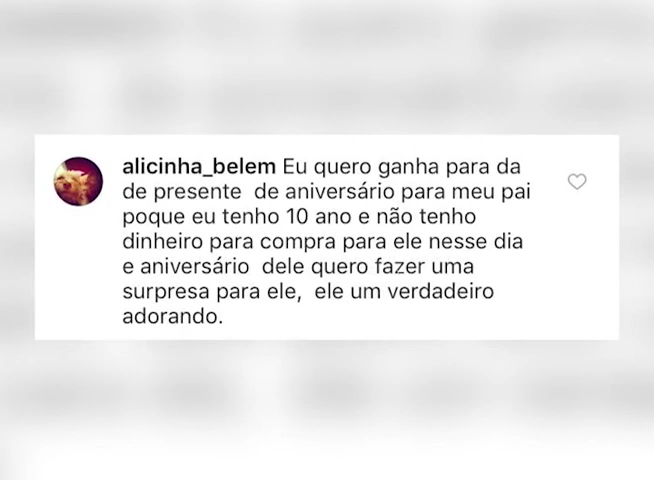 alicinha_belem Eu quero ganha para da
de presente  de aniversário para meu pai
poque eu tenho 10 ano e não tenho
dinheiro para compra para ele nesse dia
e aniversário  dele quero fazer uma
surpresa para ele,  ele um verdadeiro
adorando.